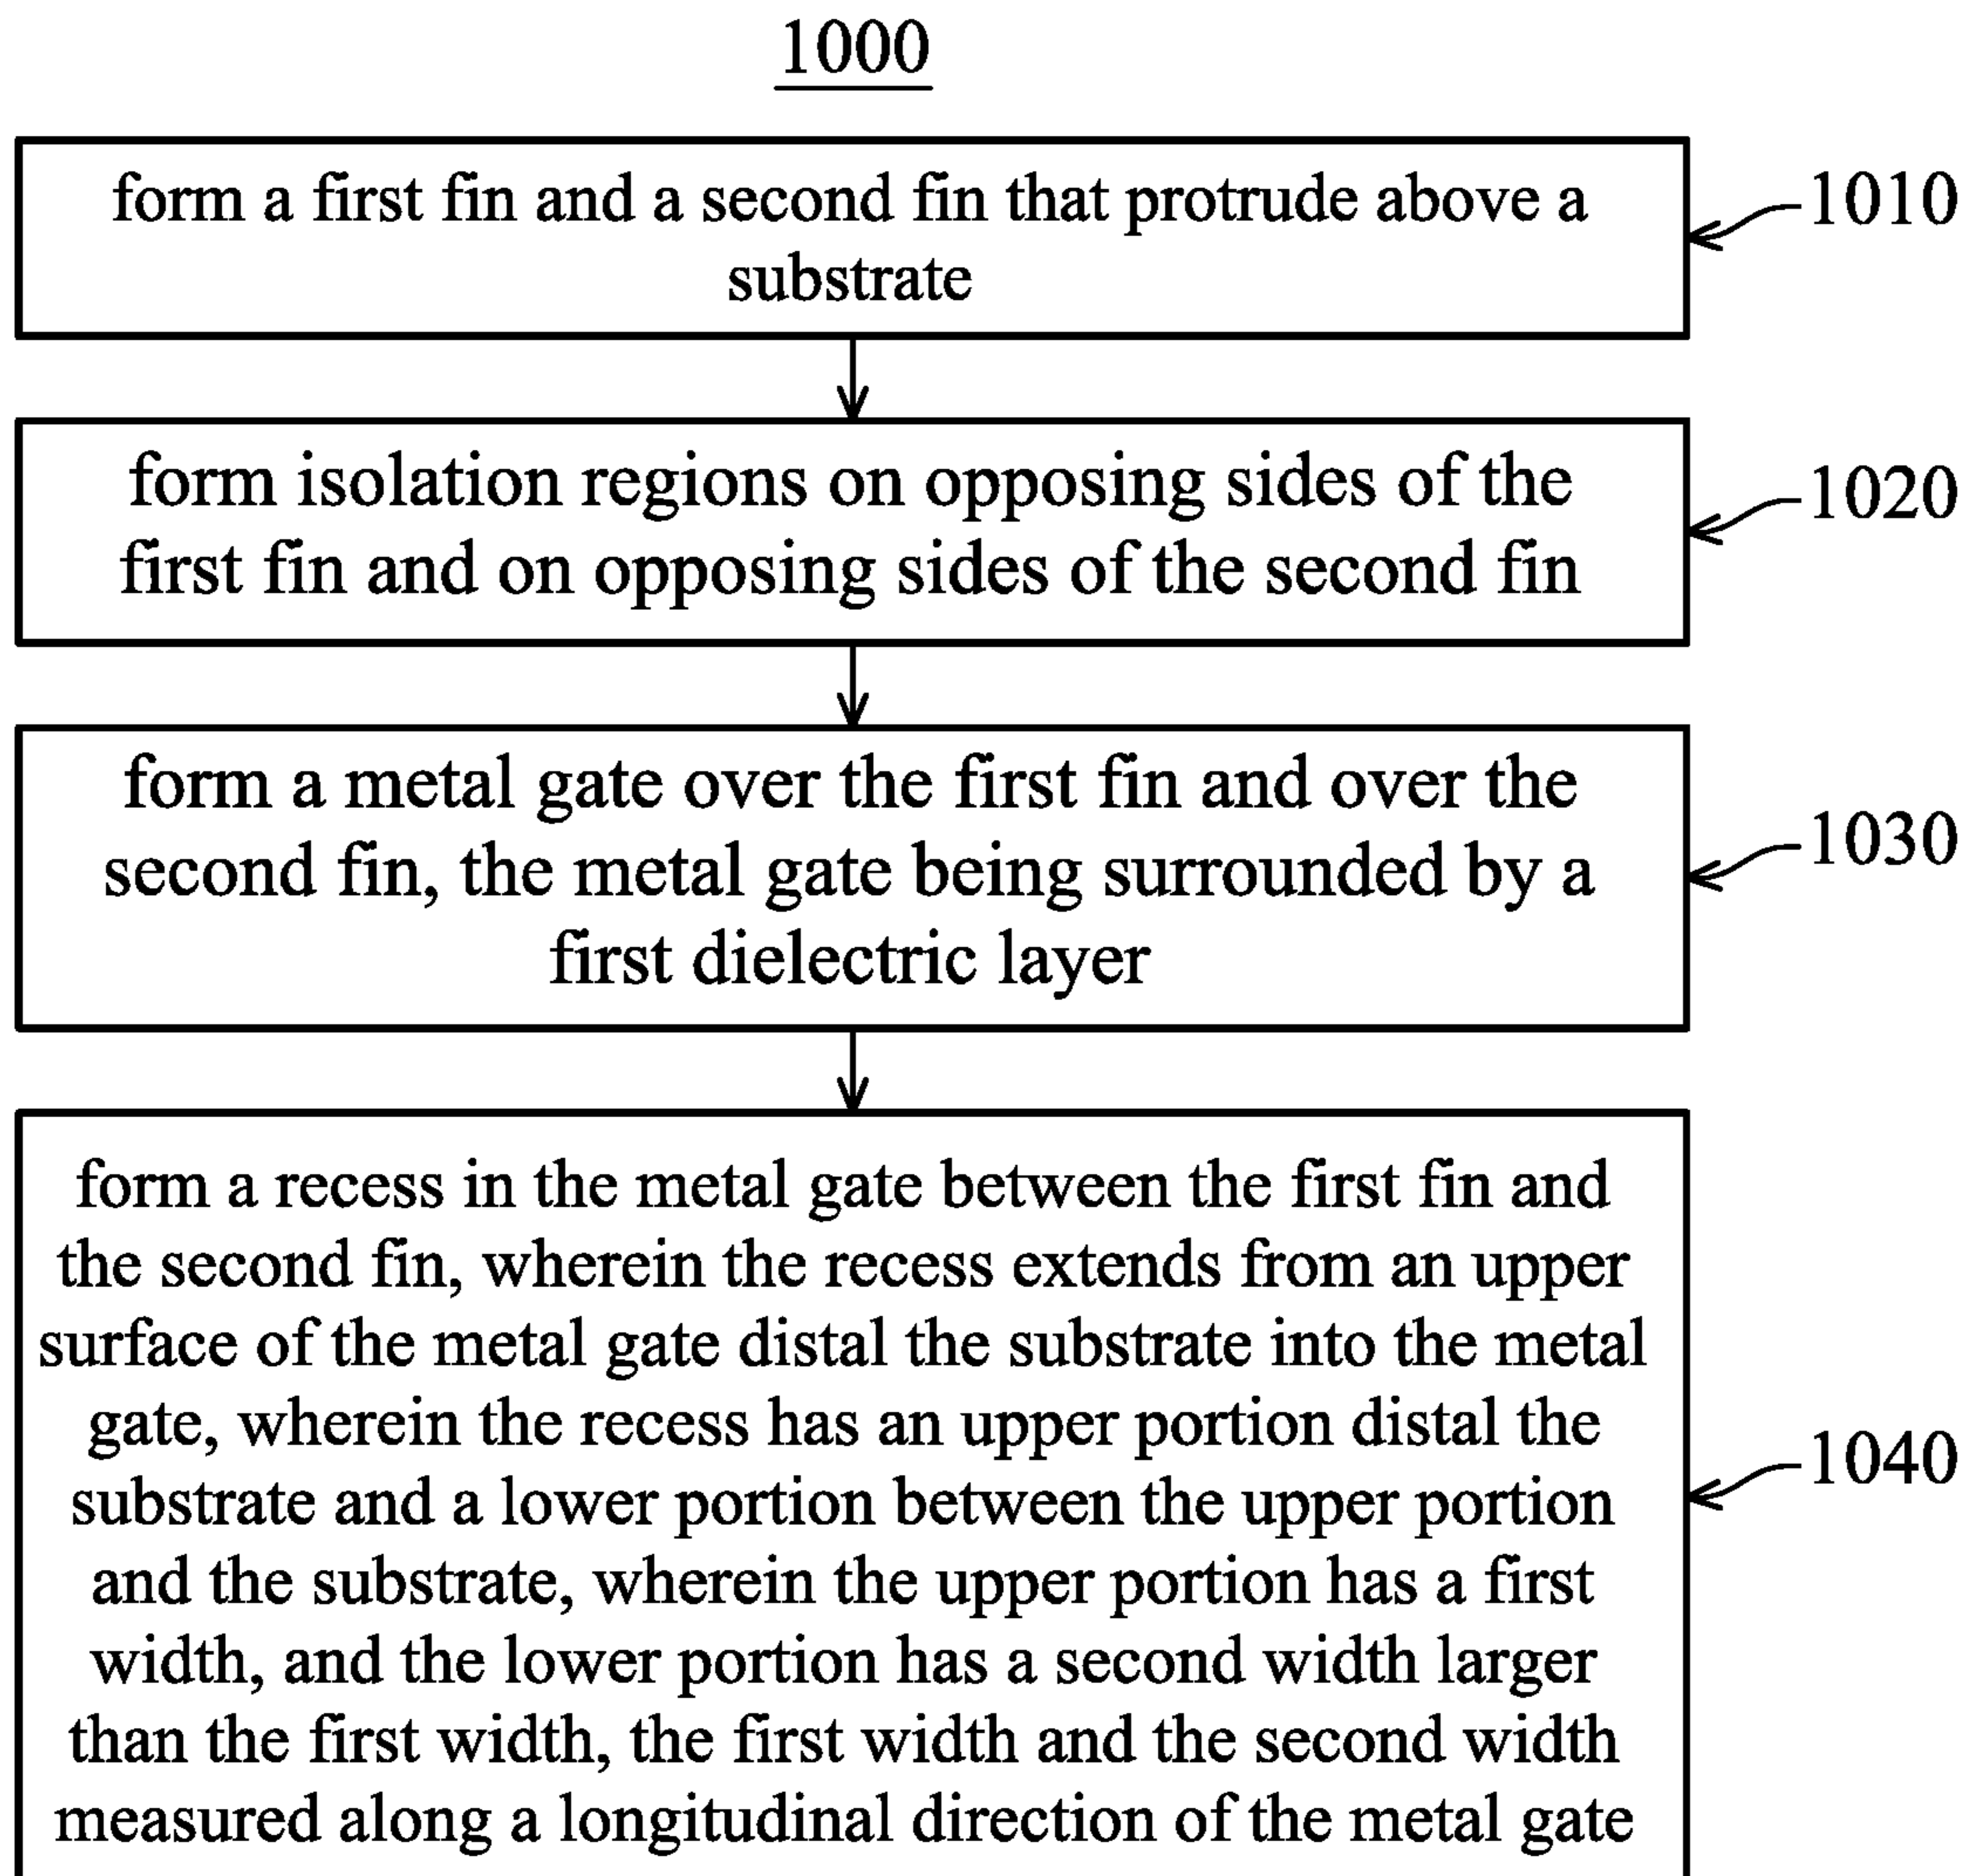 1000
form a first fin and a second fin that protrude above a
substrate
1010
form isolation regions on opposing sides of the
first fin and on opposing sides of the second fin
1020
form a metal gate over the first fin and over the
second fin, the metal gate being surrounded by a
first dielectric layer
1030
form a recess in the metal gate between the first fin and
the second fin, wherein the recess extends from an upper
surface of the metal gate distal the substrate into the metal
gate, wherein the recess has an upper portion distal the
substrate and a lower portion between the upper portion
and the substrate, wherein the upper portion has a first
width, and the lower portion has a second width larger
than the first width, the first width and the second width
measured along a longitudinal direction of the metal gate
1040